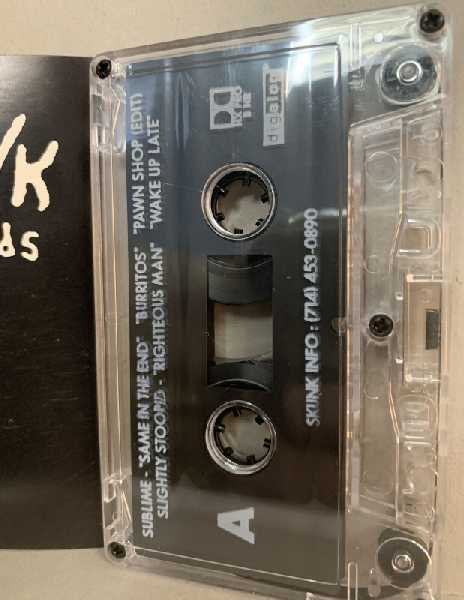 SUBLIME - "SAME IN THE END" "BURRITOS" "PAWN SHOP (EDIT)
SLIGHTLY STOOPID - "RIGHTEOUS MAN" "WAKE UP LATE"
A
digalog
SKUNK INFO : (714) 453-0890